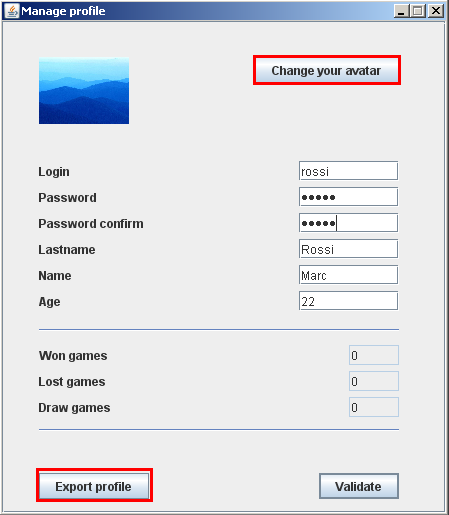 Manage profile
Change your avatar
Login rossi
Password •••••
Password confirm •••••
Lastname Rossi
Name Marc
Age 22
Won games 0
Lost games 0
Draw games 0
Export profile Validate